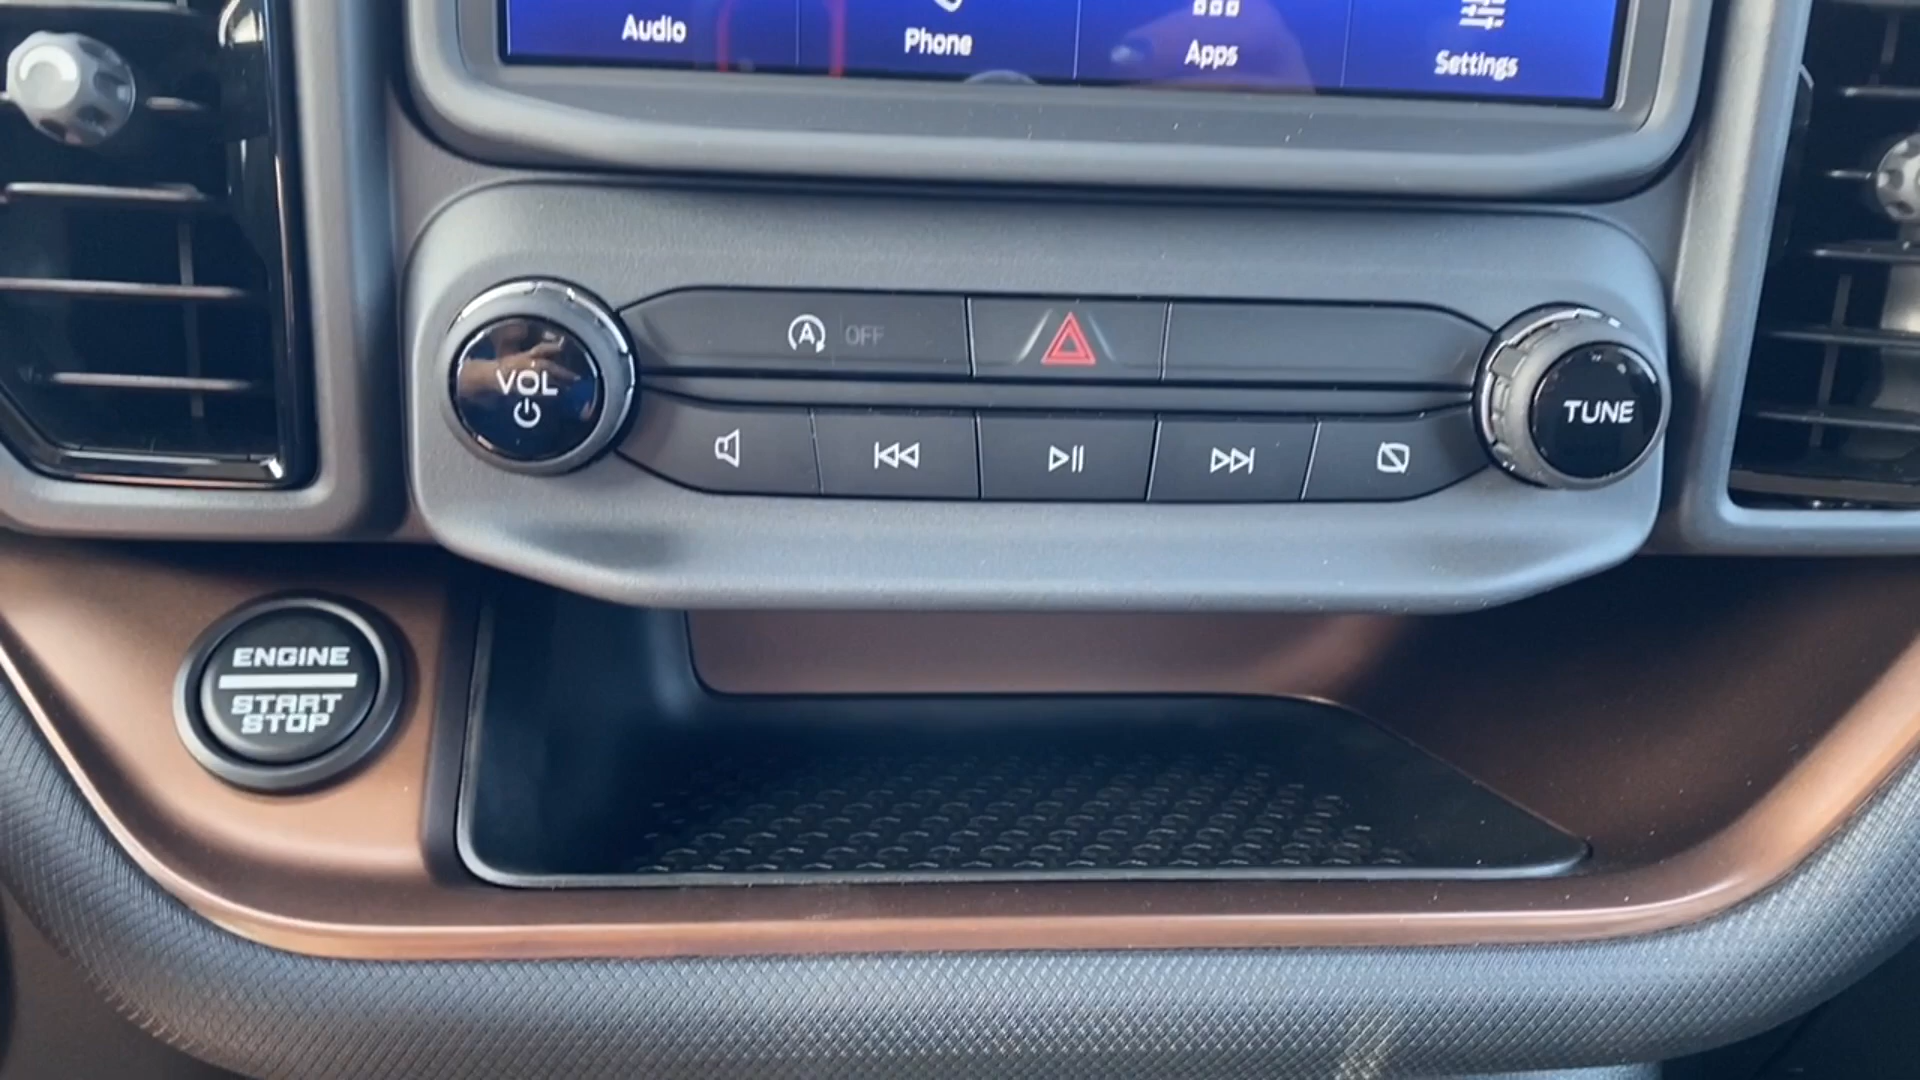 Audio
Phone
Apps
Settings
A OFF
VOL
TUNE
ENGINE
START
STOP